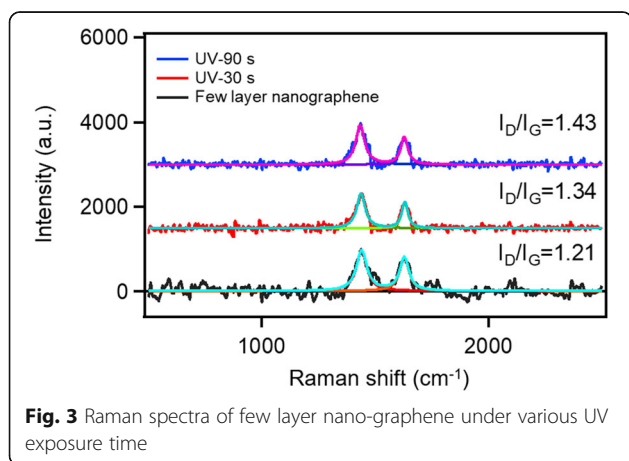 6000
UV-90 s
UV-30 s
Few layer nanographene
I_D/I_G=1.43
4000
I_D/I_G=1.34
2000
I_D/I_G=1.21
0
Intensity (a.u.)
1000
2000
Raman shift (cm⁻¹)
Fig. 3 Raman spectra of few layer nano-graphene under various UV
exposure time